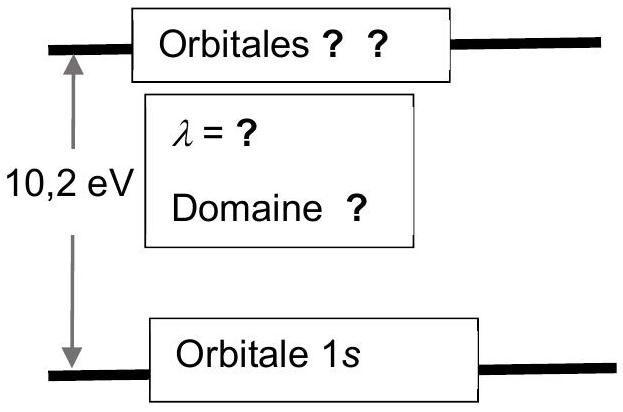 Orbitales ? ?
λ = ?
10,2 eV
Domaine ?
Orbitale 1s